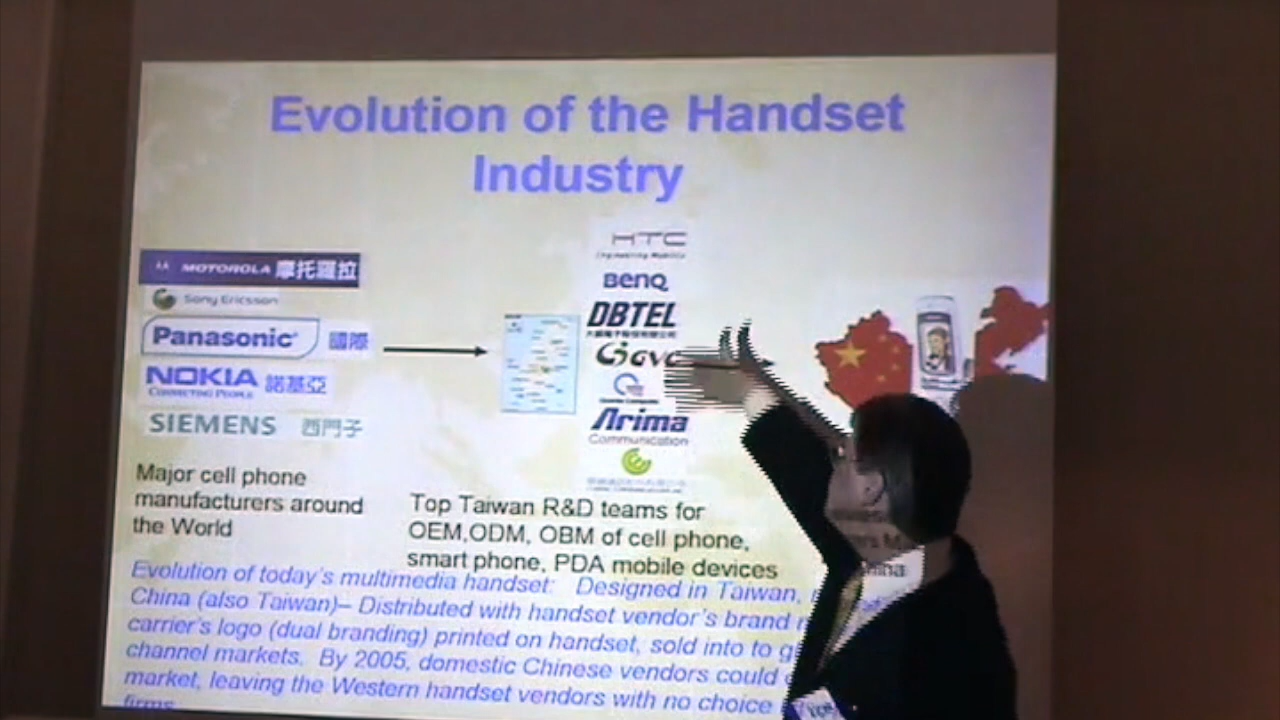 Evolution of the Handset
Industry
MOTOROLA 摩托羅拉
Sony Ericsson
Panasonic 國際
NOKIA 諾基亞
CONNECTING PEOPLE
SIEMENS 西門子
Major cell phone
manufacturers around
the World
HTC
BenQ
DBTEL
GVC
Arima
Communication
Top Taiwan R&D teams for
OEM,ODM, OBM of cell phone,
smart phone, PDA mobile devices
Evolution of today's multimedia handset: Designed in Taiwan,
China (also Taiwan)– Distributed with handset vendor's brand
carrier's logo (dual branding) printed on handset, sold into to g
channel markets. By 2005, domestic Chinese vendors could
market, leaving the Western handset vendors with no choice
firms